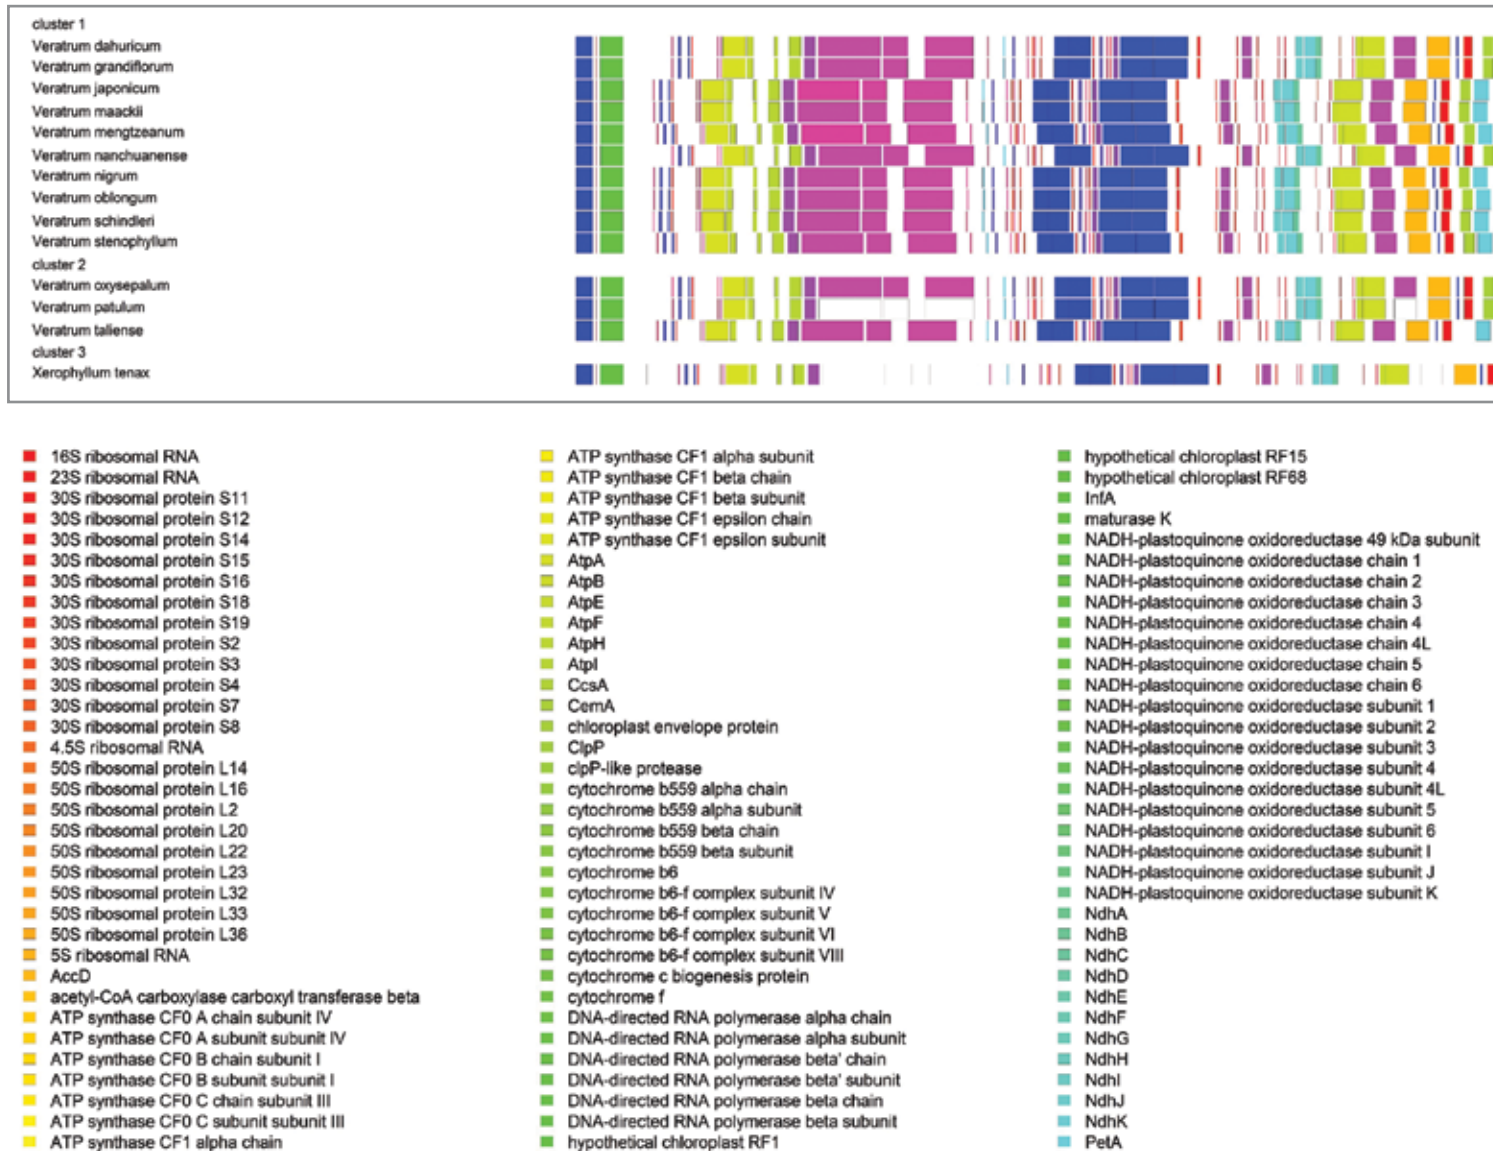 cluster 1
Veratrum dahuricum
Veratrum grandiflorum
Veratrum japonicum
Veratrum maackii
Veratrum mengtzeanum
Veratrum nanchuanense
Veratrum nigrum
Veratrum oblongum
Veratrum schindleri
Veratrum stenophyllum
cluster 2
Veratrum oxysepalum
Veratrum patulum
Veratrum taliense
cluster 3
Xerophyllum tenax
16S ribosomal RNA
23S ribosomal RNA
30S ribosomal protein S11
30S ribosomal protein S12
30S ribosomal protein S14
30S ribosomal protein S15
30S ribosomal protein S16
30S ribosomal protein S18
30S ribosomal protein S19
30S ribosomal protein S2
30S ribosomal protein S3
30S ribosomal protein S4
30S ribosomal protein S7
30S ribosomal protein S8
4.5S ribosomal RNA
50S ribosomal protein L14
50S ribosomal protein L16
50S ribosomal protein L2
50S ribosomal protein L20
50S ribosomal protein L22
50S ribosomal protein L23
50S ribosomal protein L32
50S ribosomal protein L33
50S ribosomal protein L36
5S ribosomal RNA
AccD
acetyl-CoA carboxylase carboxyl transferase beta
ATP synthase CF0 A chain subunit IV
ATP synthase CF0 A subunit subunit IV
ATP synthase CF0 B chain subunit I
ATP synthase CF0 B subunit subunit I
ATP synthase CF0 C chain subunit III
ATP synthase CF0 C subunit subunit III
ATP synthase CF1 alpha chain
ATP synthase CF1 alpha subunit
ATP synthase CF1 beta chain
ATP synthase CF1 beta subunit
ATP synthase CF1 epsilon chain
ATP synthase CF1 epsilon subunit
AtpA
AtpB
AtpE
AtpF
AtpH
AtpI
CcsA
CemA
chloroplast envelope protein
ClpP
clpP-like protease
cytochrome b559 alpha chain
cytochrome b559 alpha subunit
cytochrome b559 beta chain
cytochrome b559 beta subunit
cytochrome b6
cytochrome b6-f complex subunit IV
cytochrome b6-f complex subunit V
cytochrome b6-f complex subunit VI
cytochrome b6-f complex subunit VIII
cytochrome c biogenesis protein
cytochrome f
DNA-directed RNA polymerase alpha chain
DNA-directed RNA polymerase alpha subunit
DNA-directed RNA polymerase beta' chain
DNA-directed RNA polymerase beta' subunit
DNA-directed RNA polymerase beta chain
DNA-directed RNA polymerase beta subunit
hypothetical chloroplast RF1
hypothetical chloroplast RF15
hypothetical chloroplast RF68
InfA
maturase K
NADH-plastoquinone oxidoreductase 49 kDa subunit
NADH-plastoquinone oxidoreductase chain 1
NADH-plastoquinone oxidoreductase chain 2
NADH-plastoquinone oxidoreductase chain 3
NADH-plastoquinone oxidoreductase chain 4
NADH-plastoquinone oxidoreductase chain 4L
NADH-plastoquinone oxidoreductase chain 5
NADH-plastoquinone oxidoreductase chain 6
NADH-plastoquinone oxidoreductase subunit 1
NADH-plastoquinone oxidoreductase subunit 2
NADH-plastoquinone oxidoreductase subunit 3
NADH-plastoquinone oxidoreductase subunit 4
NADH-plastoquinone oxidoreductase subunit 4L
NADH-plastoquinone oxidoreductase subunit 5
NADH-plastoquinone oxidoreductase subunit 6
NADH-plastoquinone oxidoreductase subunit I
NADH-plastoquinone oxidoreductase subunit J
NADH-plastoquinone oxidoreductase subunit K
NdhA
NdhB
NdhC
NdhD
NdhE
NdhF
NdhG
NdhH
NdhI
NdhJ
NdhK
PetA